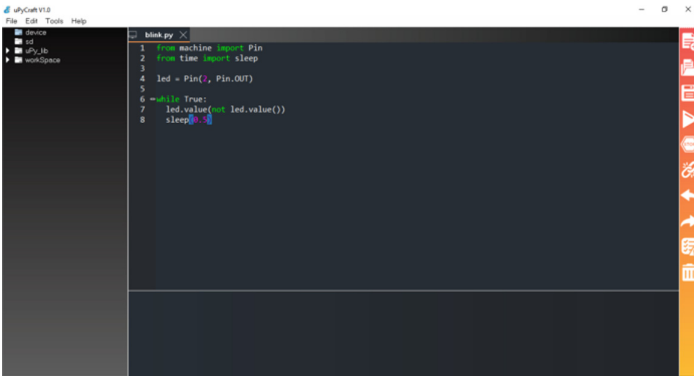 uPyCraft V1.0
File Edit Tools Help
device
sd
uPy_lib
workSpace
blink.py
1 from machine import Pin
2 from time import sleep
3
4 led = Pin(2, Pin.OUT)
5
6 while True:
7 led.value(not led.value())
8 sleep(0.5)